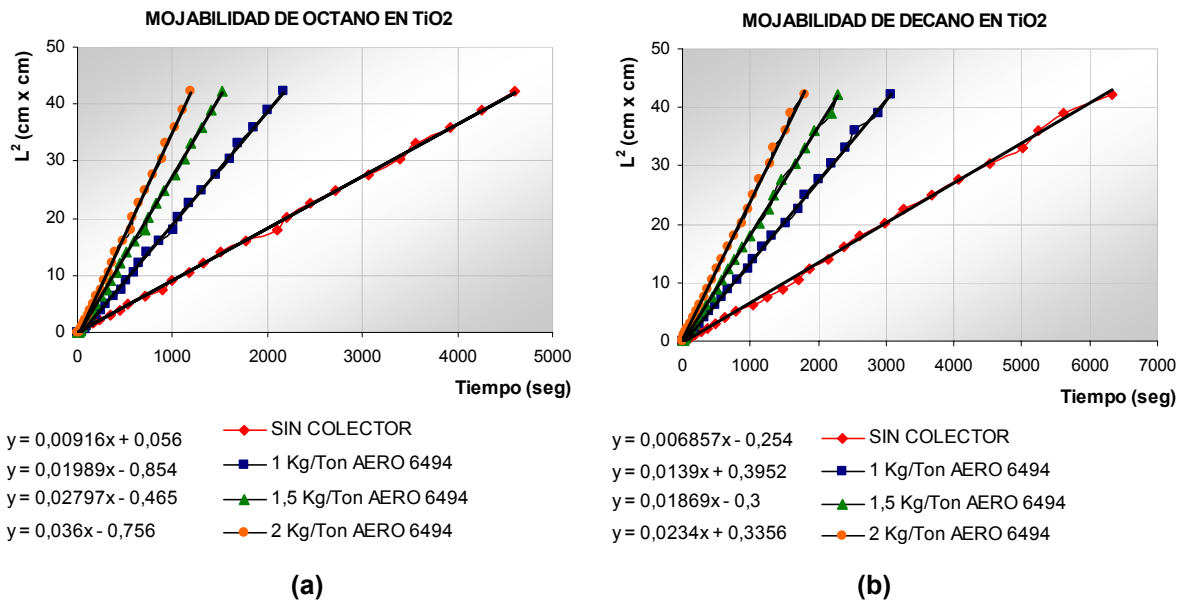 MOJABILIDAD DE OCTANO EN TiO2
L² (cm x cm)
50
40
30
20
10
0
0 1000 2000 3000 4000 5000
Tiempo (seg)
y = 0,00916x + 0,056 SIN COLECTOR
y = 0,01989x - 0,854 1 Kg/Ton AERO 6494
y = 0,02797x - 0,465 1,5 Kg/Ton AERO 6494
y = 0,036x - 0,756 2 Kg/Ton AERO 6494
(a)
MOJABILIDAD DE DECANO EN TiO2
L² (cm x cm)
50
40
30
20
10
0
0 1000 2000 3000 4000 5000 6000 7000
Tiempo (seg)
y = 0,006857x - 0,254 SIN COLECTOR
y = 0,0139x + 0,3952 1 Kg/Ton AERO 6494
y = 0,01869x - 0,3 1,5 Kg/Ton AERO 6494
y = 0,0234x + 0,3356 2 Kg/Ton AERO 6494
(b)